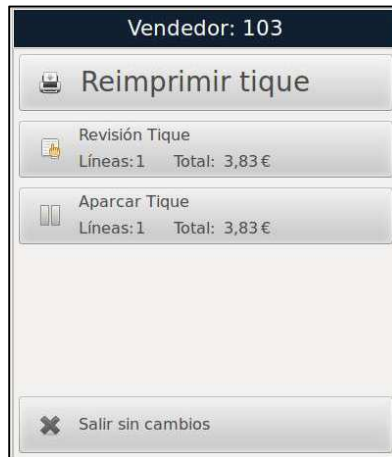 Vendedor: 103
Reimprimir tique
Revisión Tique
Líneas:1 Total: 3,83€
Aparcar Tique
Líneas:1 Total: 3,83€
Salir sin cambios